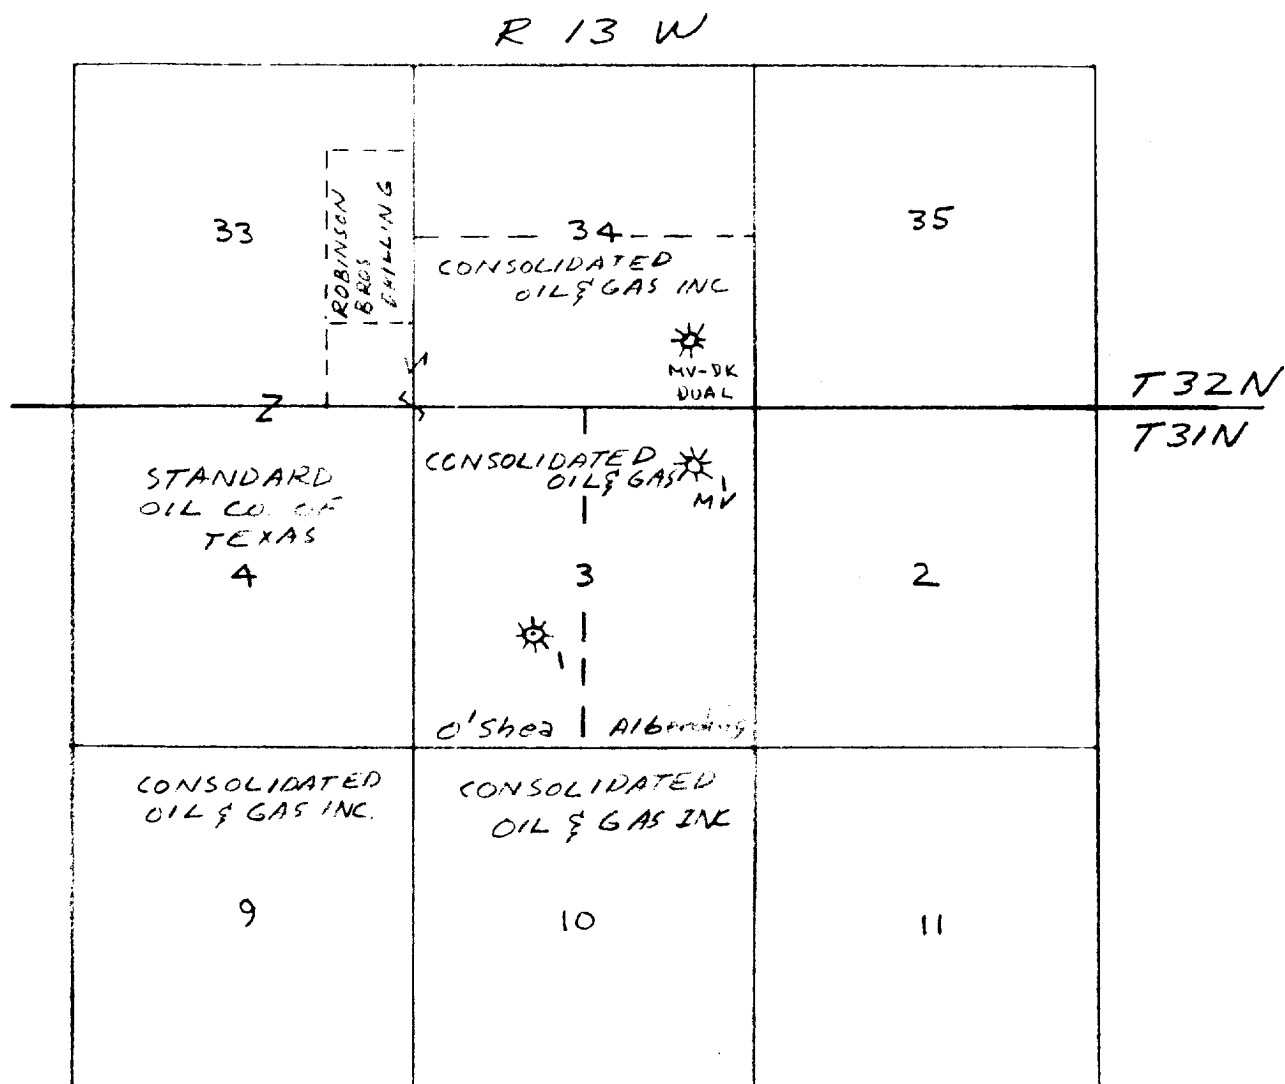 R 13 W
33
ROBINSON
BROS
DRILLING
34
CONSOLIDATED
OIL & GAS INC
MV-DK
DUAL
35
T 32N
T31N
STANDARD
OIL CO. OF
TEXAS
4
CONSOLIDATED
OIL & GAS
1
MV
3
1
O'Shea
2
CONSOLIDATED
OIL & GAS INC.
9
CONSOLIDATED
OIL & GAS INC
10
11